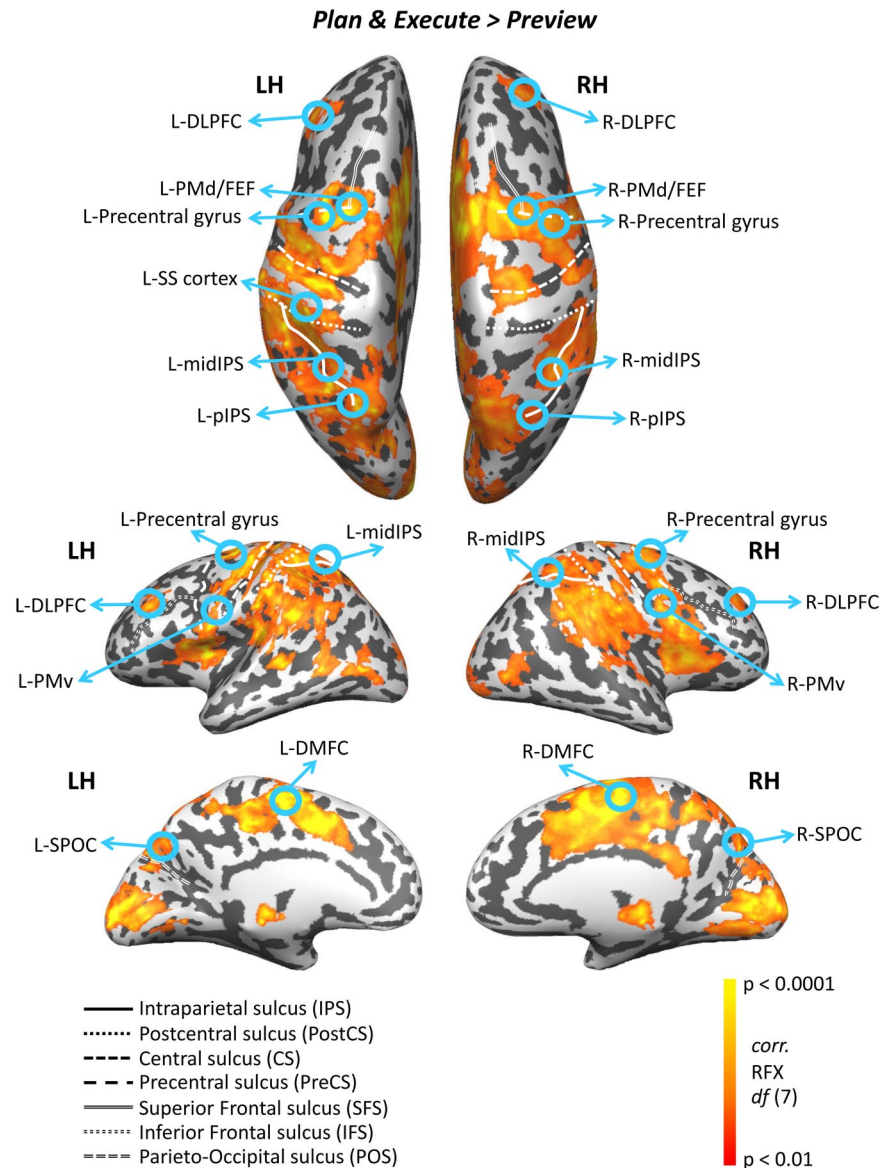 Plan & Execute > Preview
LH
RH
L-DLPFC
R-DLPFC
L-PMd/FEF
R-PMd/FEF
L-Precentral gyrus
R-Precentral gyrus
L-SS cortex
L-midIPS
R-midIPS
L-pIPS
R-pIPS
L-Precentral gyrus
R-Precentral gyrus
LH
L-midIPS
R-midIPS
RH
L-DLPFC
R-DLPFC
L-PMv
R-PMv
L-DMFC
R-DMFC
LH
RH
L-SPOC
R-SPOC
Intraparietal sulcus (IPS)
Postcentral sulcus (PostCS)
Central sulcus (CS)
Precentral sulcus (PreCS)
Superior Frontal sulcus (SFS)
Inferior Frontal sulcus (IFS)
Parieto-Occipital sulcus (POS)
p < 0.0001
corr.
RFX
df (7)
p < 0.01